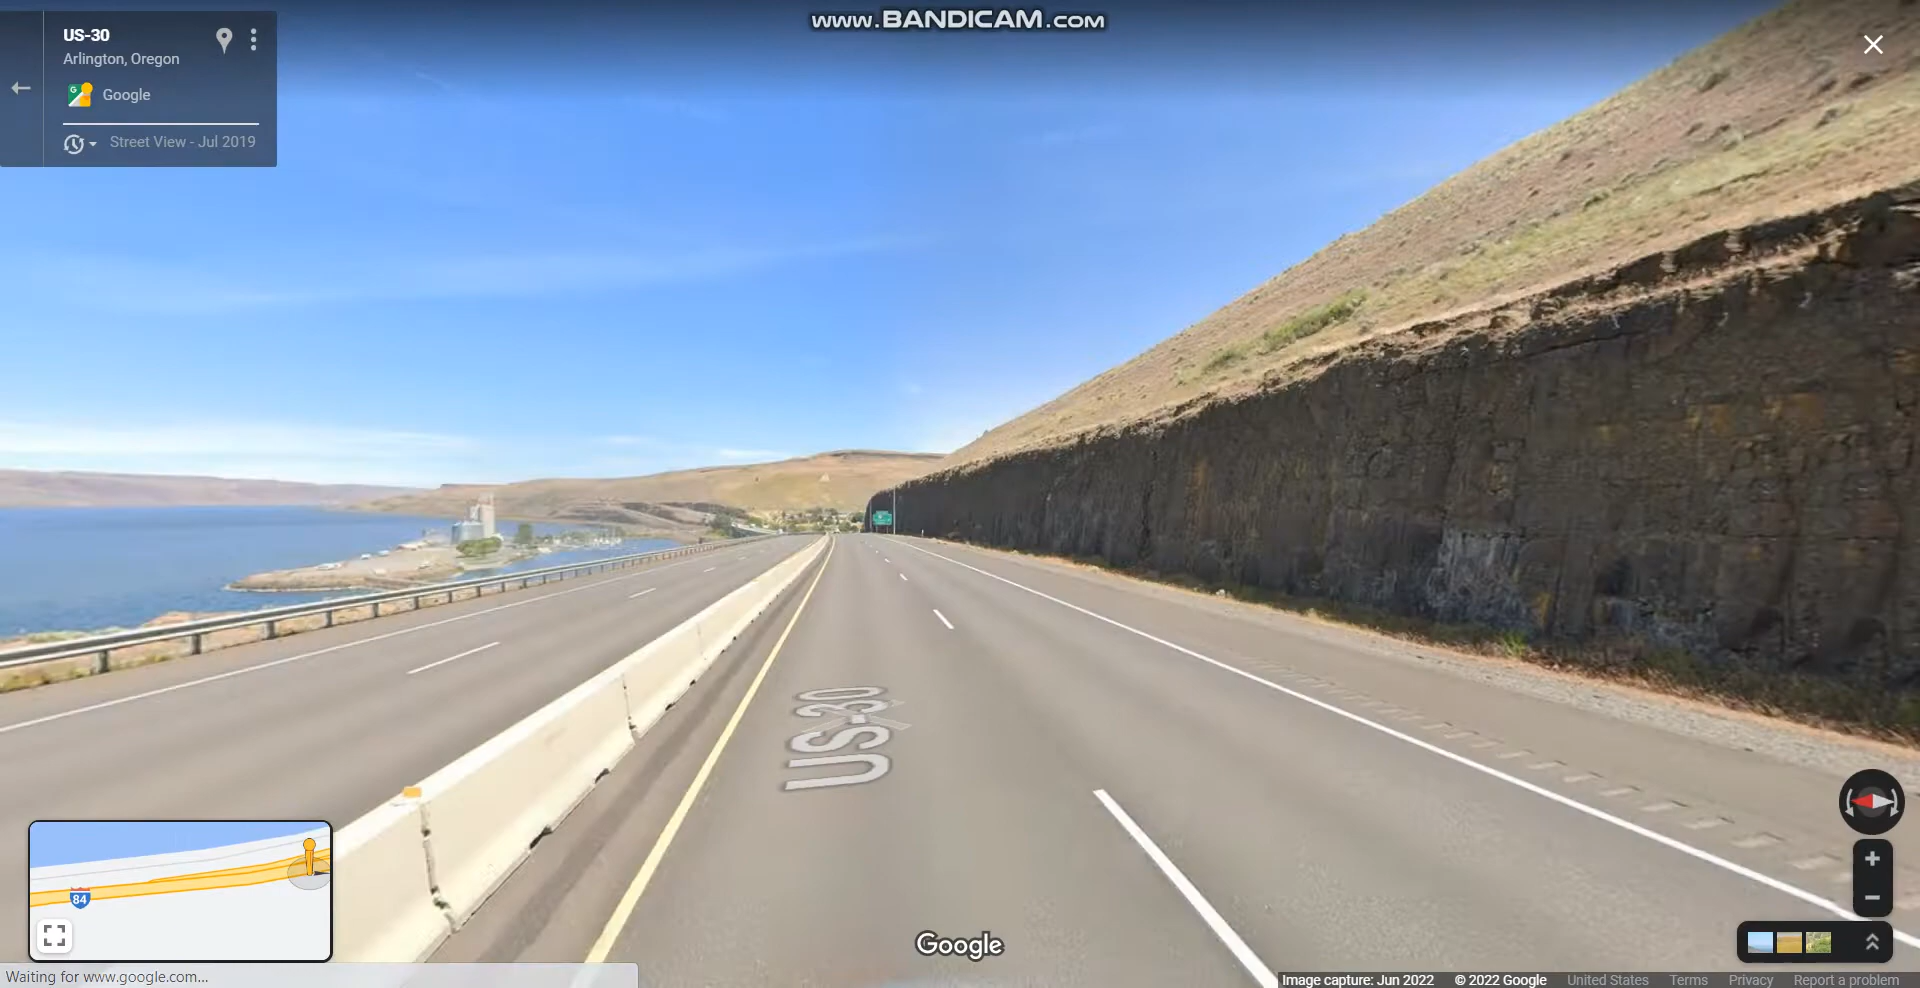 www.BANDICAM.com
US-30
Arlington, Oregon
Google
Street View - Jul 2019
US-30
84
Google
Waiting for www.google.com...
Image capture: Jun 2022 © 2022 Google United States Terms Privacy Report a problem